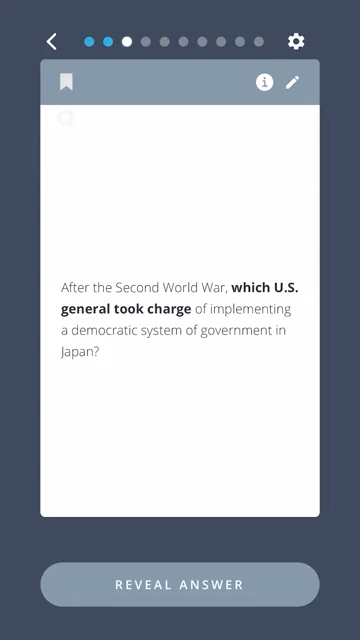 Q
After the Second World War, which U.S.
general took charge of implementing
a democratic system of government in
Japan?
REVEAL ANSWER